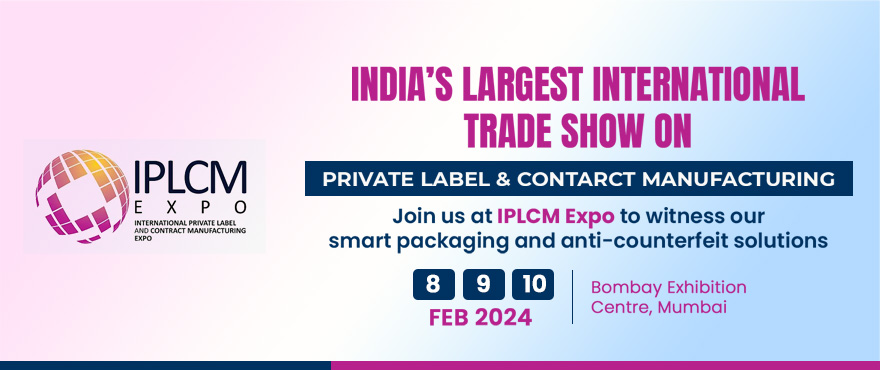 IPLCM
EXPO
INTERNATIONAL PRIVATE LABEL
AND CONTRACT MANUFACTURING
EXPO
INDIA'S LARGEST INTERNATIONAL
TRADE SHOW ON
PRIVATE LABEL & CONTARCT MANUFACTURING
Join us at IPLCM Expo to witness our
smart packaging and anti-counterfeit solutions
8 9 10
FEB 2024
Bombay Exhibition
Centre, Mumbai